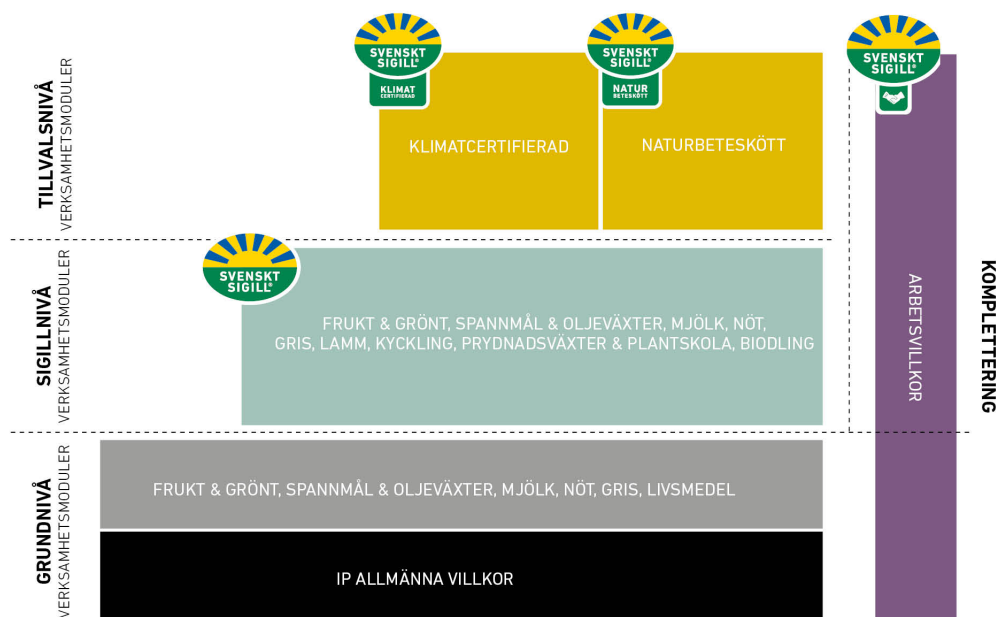 TILLVALSNIVÅ
VERKSAMHETSMODULER
SVENSKT
SIGILL®
KLIMAT
CERTIFIERAD
KLIMATCERTIFIERAD
SVENSKT
SIGILL®
NATUR
BETESKÖTT
NATURBETESKÖTT
SVENSKT
SIGILL®
SIGILLNIVÅ
VERKSAMHETSMODULER
SVENSKT
SIGILL®
FRUKT & GRÖNT, SPANNMÅL & OLJEVÄXTER, MJÖLK, NÖT,
GRIS, LAMM, KYCKLING, PRYDNADSVÄXTER & PLANTSKOLA, BIODLING
ARBETSVILLKOR
KOMPLETTERING
GRUNDNIVÅ
VERKSAMHETSMODULER
FRUKT & GRÖNT, SPANNMÅL & OLJEVÄXTER, MJÖLK, NÖT, GRIS, LIVSMEDEL
IP ALLMÄNNA VILLKOR